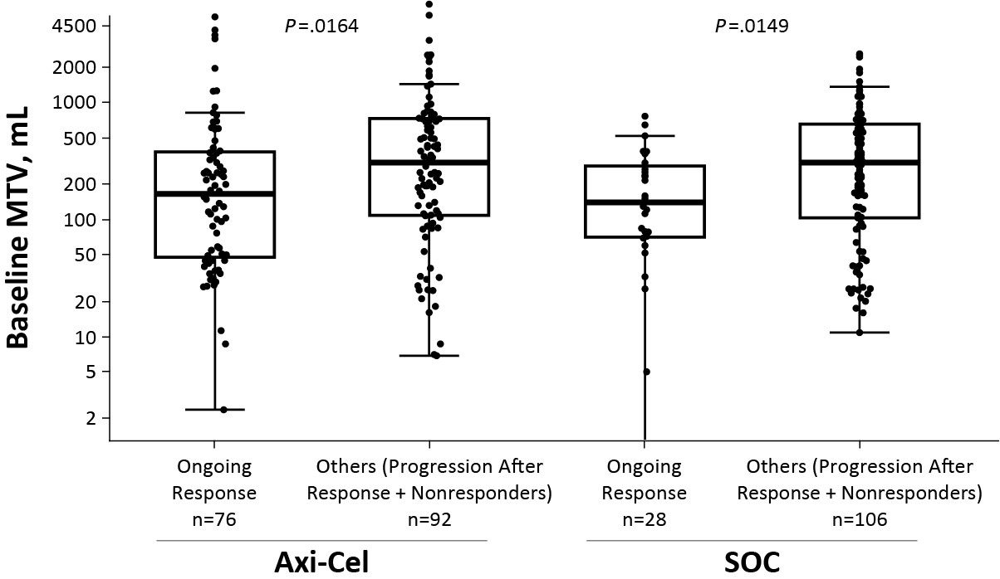 Baseline MTV, mL
4500
2000
1000
500
200
100
50
20
10
5
2
P=.0164
P=.0149
Ongoing
Response
n=76
Others (Progression After
Response + Nonresponders)
n=92
Ongoing
Response
n=28
Others (Progression After
Response + Nonresponders)
n=106
Axi-Cel
SOC